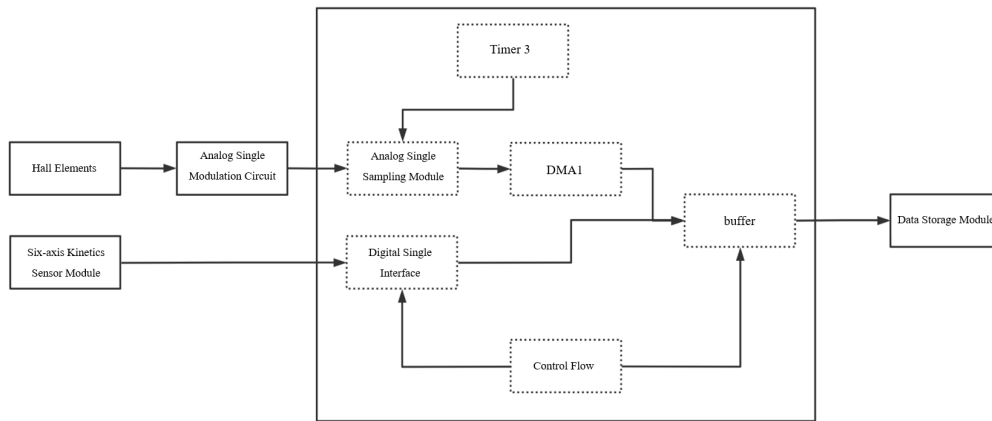 Timer 3
Hall Elements
Analog Single
Modulation Circuit
Analog Single
Sampling Module
DMA1
buffer
Data Storage Module
Six-axis Kinetics
Sensor Module
Digital Single
Interface
Control Flow